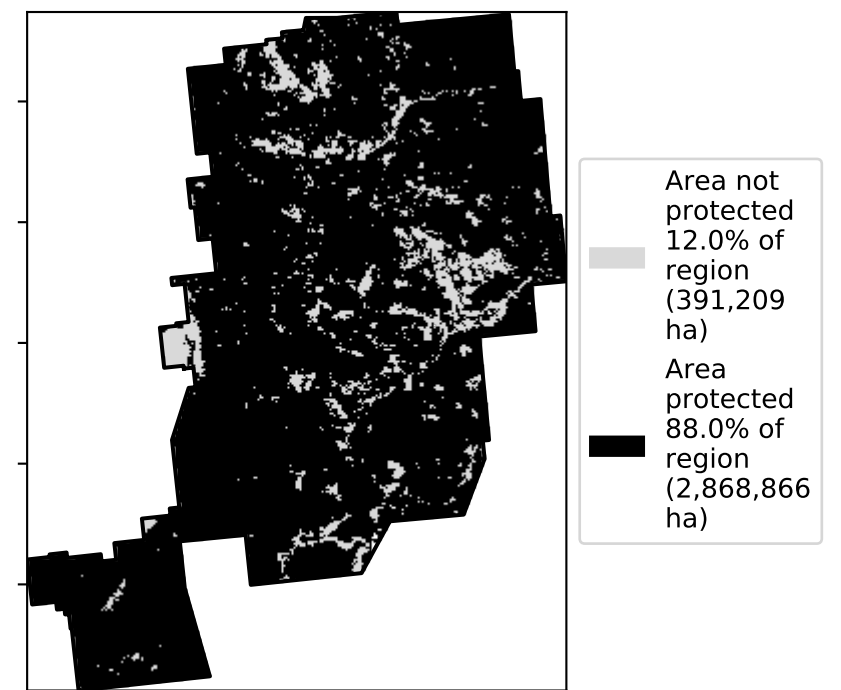 Area not
protected
12.0% of
region
(391,209
ha)
Area
protected
88.0% of
region
(2,868,866
ha)